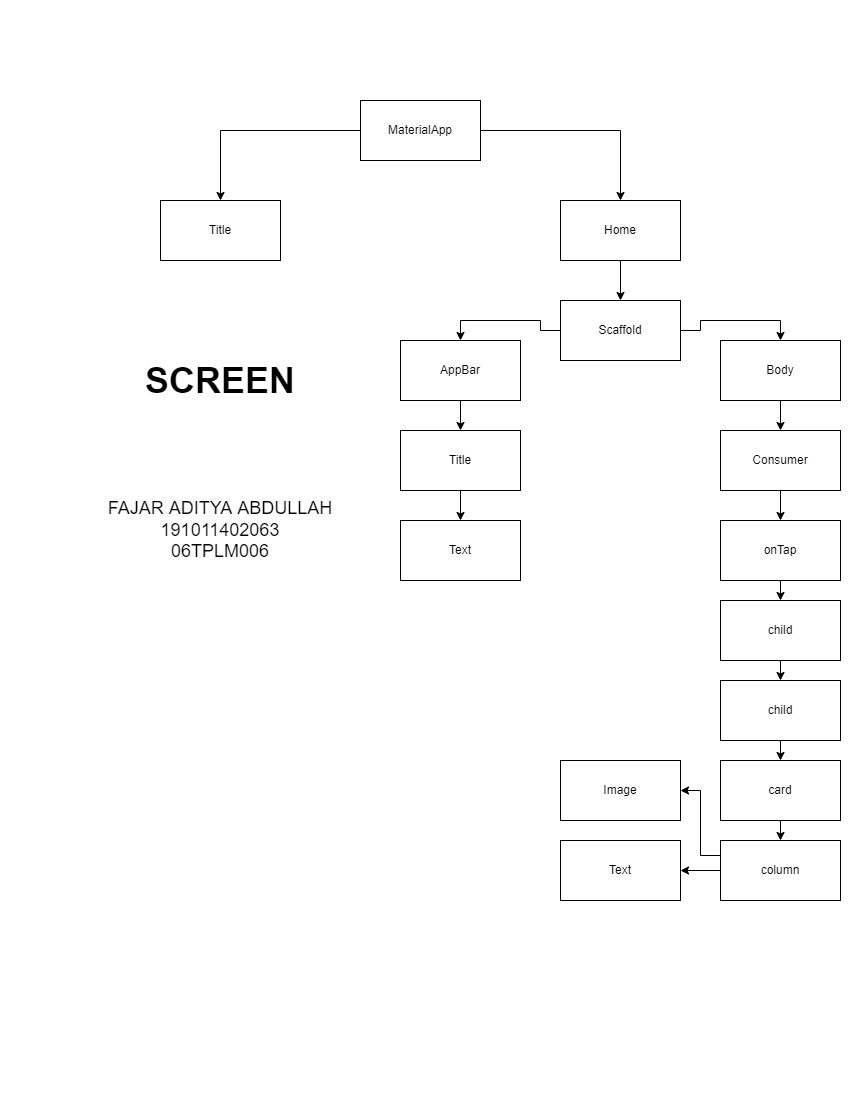 MaterialApp
Title
Home
Scaffold
AppBar
Body
SCREEN
Title
Consumer
FAJAR ADITYA ABDULLAH
191011402063
06TPLM006
Text
onTap
child
child
Image
card
Text
column